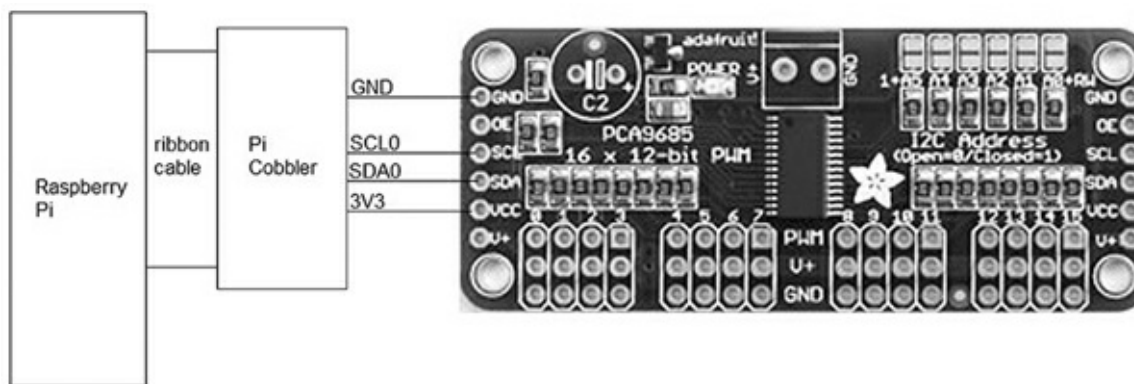 Raspberry
Pi
ribbon
cable
Pi
Cobbler
GND
SCL0
SDA0
3V3
adafruit!
POWER
V+
GND
C2
+
PCA9685
16 x 12-bit PWM
1+A5 A4 A3 A2 A1 A0+RW
I2C Address
(Open=0/Closed=1)
GND
OE
SCL
SDA
VCC
V+
GND
OE
SCL
SDA
VCC
V+
0 1 2 3 4 5 6 7 8 9 10 11 12 13 14 15
PWM
V+
GND